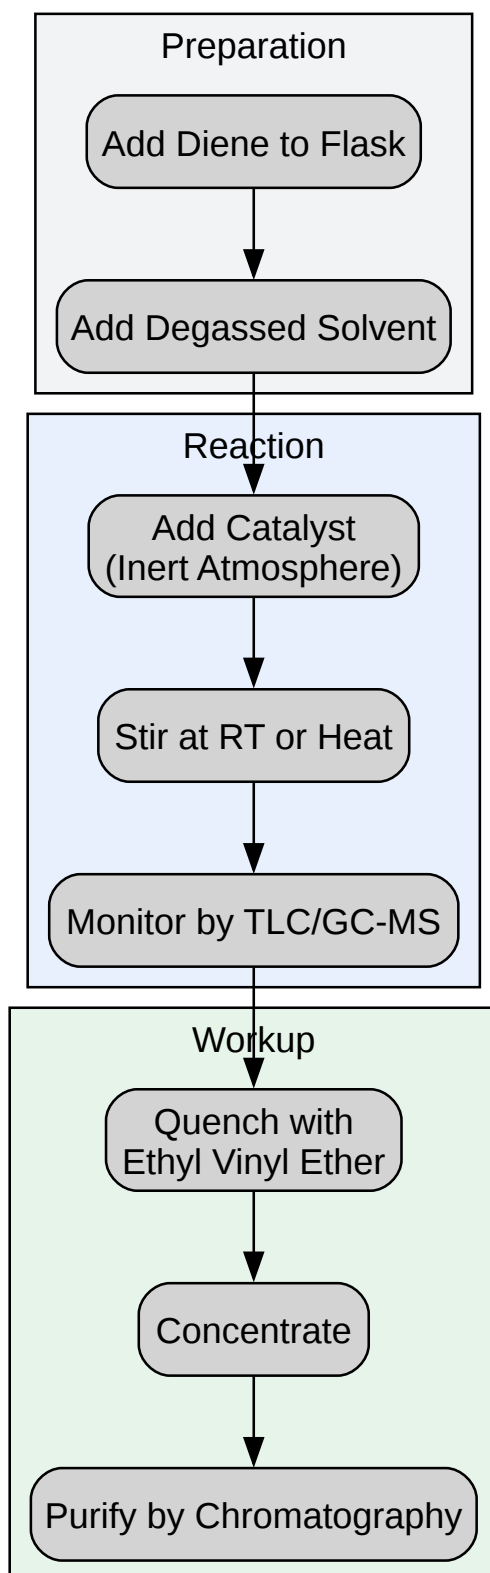 Preparation
Add Diene to Flask
Add Degassed Solvent
Reaction
Add Catalyst
(Inert Atmosphere)
Stir at RT or Heat
Monitor by TLC/GC-MS
Workup
Quench with
Ethyl Vinyl Ether
Concentrate
Purify by Chromatography